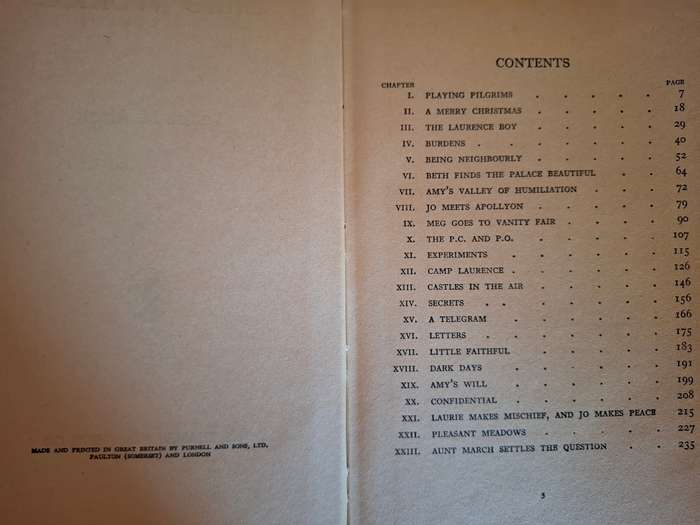 MADE AND PRINTED IN GREAT BRITAIN BY PURNELL AND SONS, LTD.
PAULTON (SOMERSET) AND LONDON
CONTENTS
CHAPTER PAGE
I. PLAYING PILGRIMS . . . . . 7
II. A MERRY CHRISTMAS . . . . . 18
III. THE LAURENCE BOY . . . . . 29
IV. BURDENS . . . . . . 40
V. BEING NEIGHBOURLY . . . . . 52
VI. BETH FINDS THE PALACE BEAUTIFUL . . . 64
VII. AMY'S VALLEY OF HUMILIATION . . . 72
VIII. JO MEETS APOLLYON . . . . . 79
IX. MEG GOES TO VANITY FAIR . . . . 90
X. THE P.C. AND P.O. . . . . . 107
XI. EXPERIMENTS . . . . . . 115
XII. CAMP LAURENCE . . . . . . 126
XIII. CASTLES IN THE AIR . . . . . 146
XIV. SECRETS . . . . . . 156
XV. A TELEGRAM . . . . . . 166
XVI. LETTERS . . . . . . 175
XVII. LITTLE FAITHFUL . . . . . 183
XVIII. DARK DAYS . . . . . . 191
XIX. AMY'S WILL . . . . . . 199
XX. CONFIDENTIAL . . . . . . 208
XXI. LAURIE MAKES MISCHIEF, AND JO MAKES PEACE 215
XXII. PLEASANT MEADOWS . . . . . 227
XXIII. AUNT MARCH SETTLES THE QUESTION . . 235
5